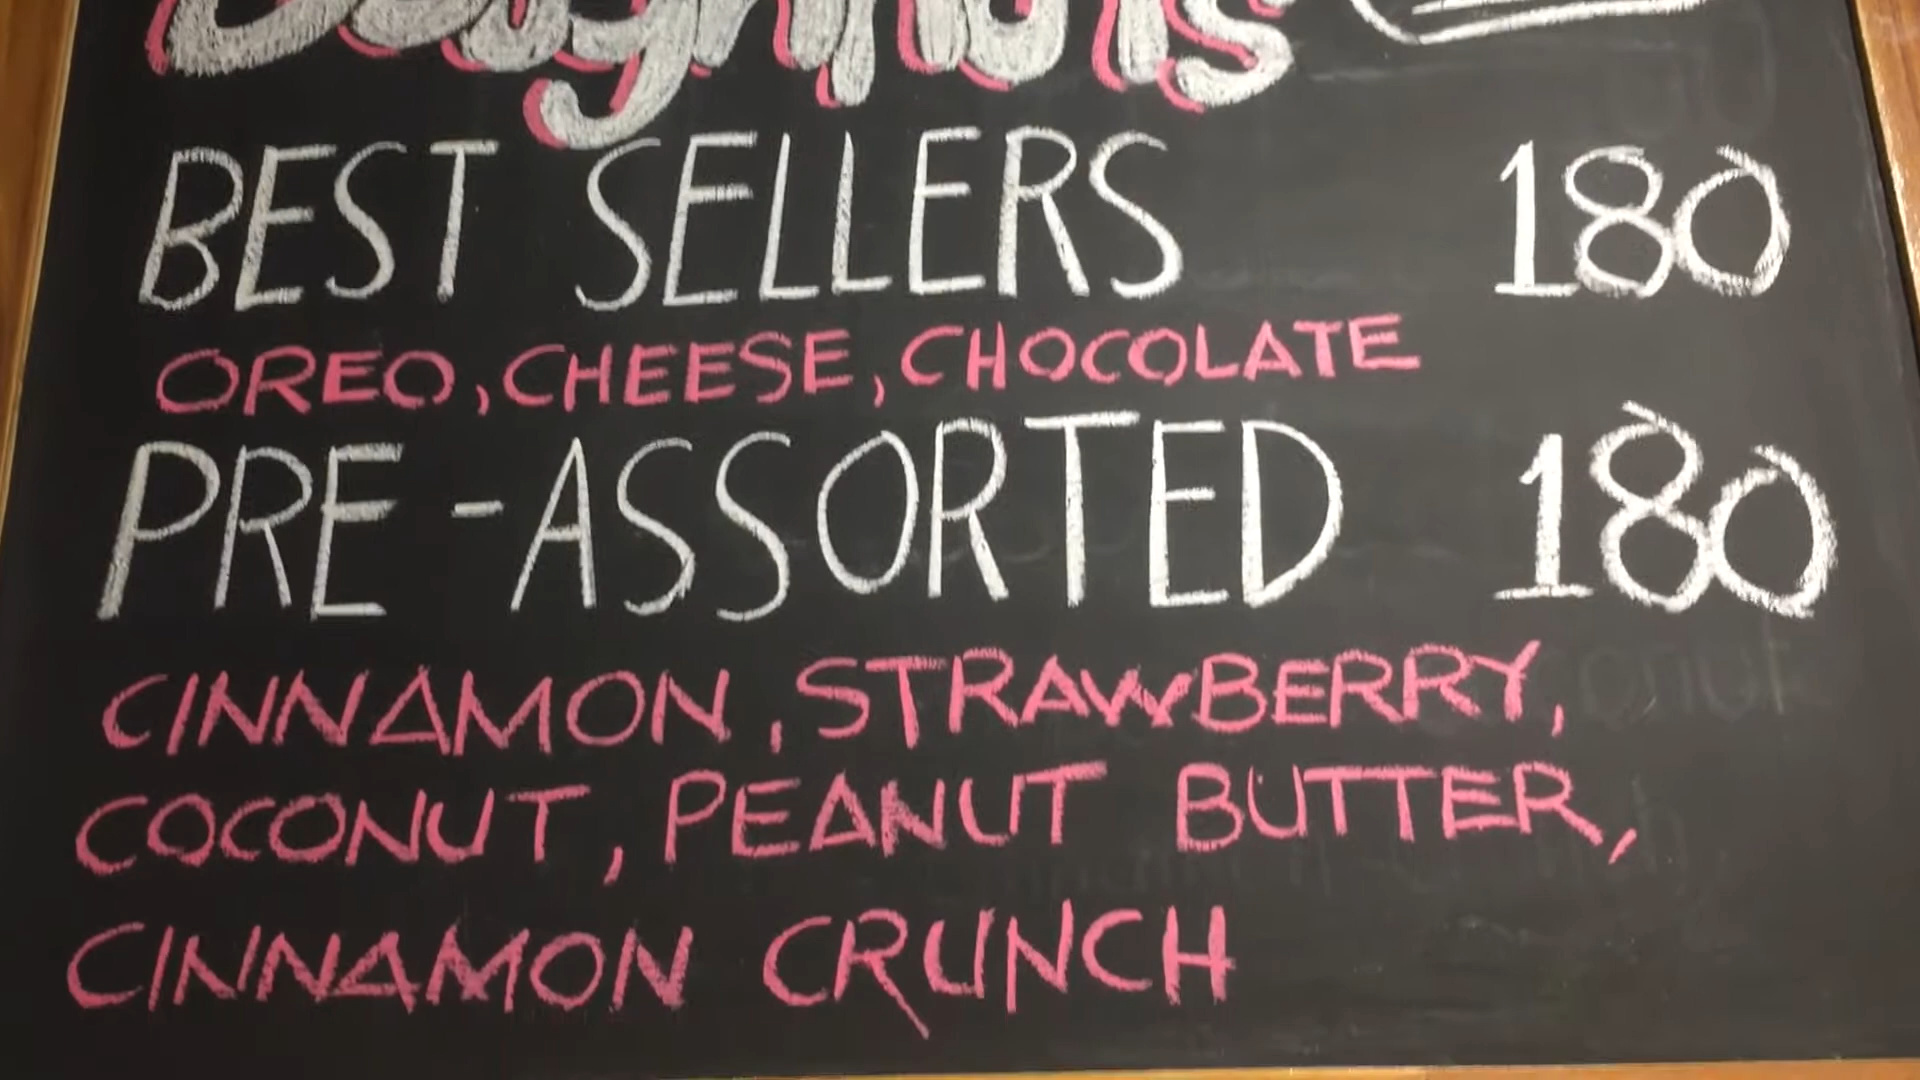 BEST SELLERS 180
OREO, CHEESE, CHOCOLATE
PRE-ASSORTED 180
CINNAMON, STRAWBERRY,
COCONUT, PEANUT BUTTER,
CINNAMON CRUNCH